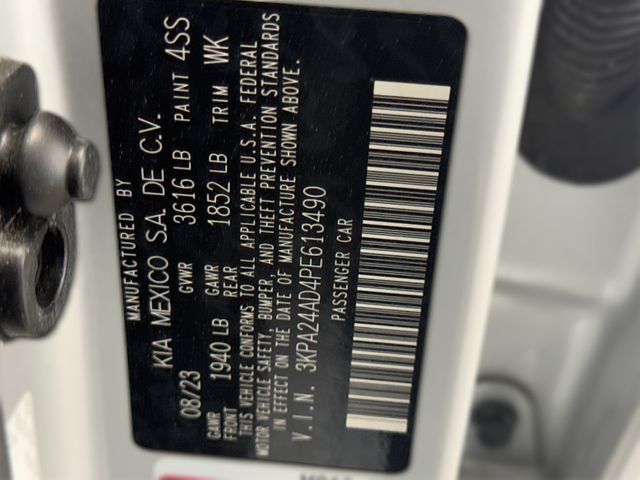 MANUFACTURED BY
KIA MEXICO S.A. DE C.V.
08/23 GVWR 3616 LB PAINT 4SS
GAWR FRONT 1940 LB GAWR REAR 1852 LB TRIM WK
THIS VEHICLE CONFORMS TO ALL APPLICABLE U.S.A. FEDERAL
MOTOR VEHICLE SAFETY, BUMPER, AND THEFT PREVENTION STANDARDS
IN EFFECT ON THE DATE OF MANUFACTURE SHOWN ABOVE.
V.I.N. 3KPA24AD4PE613490
PASSENGER CAR